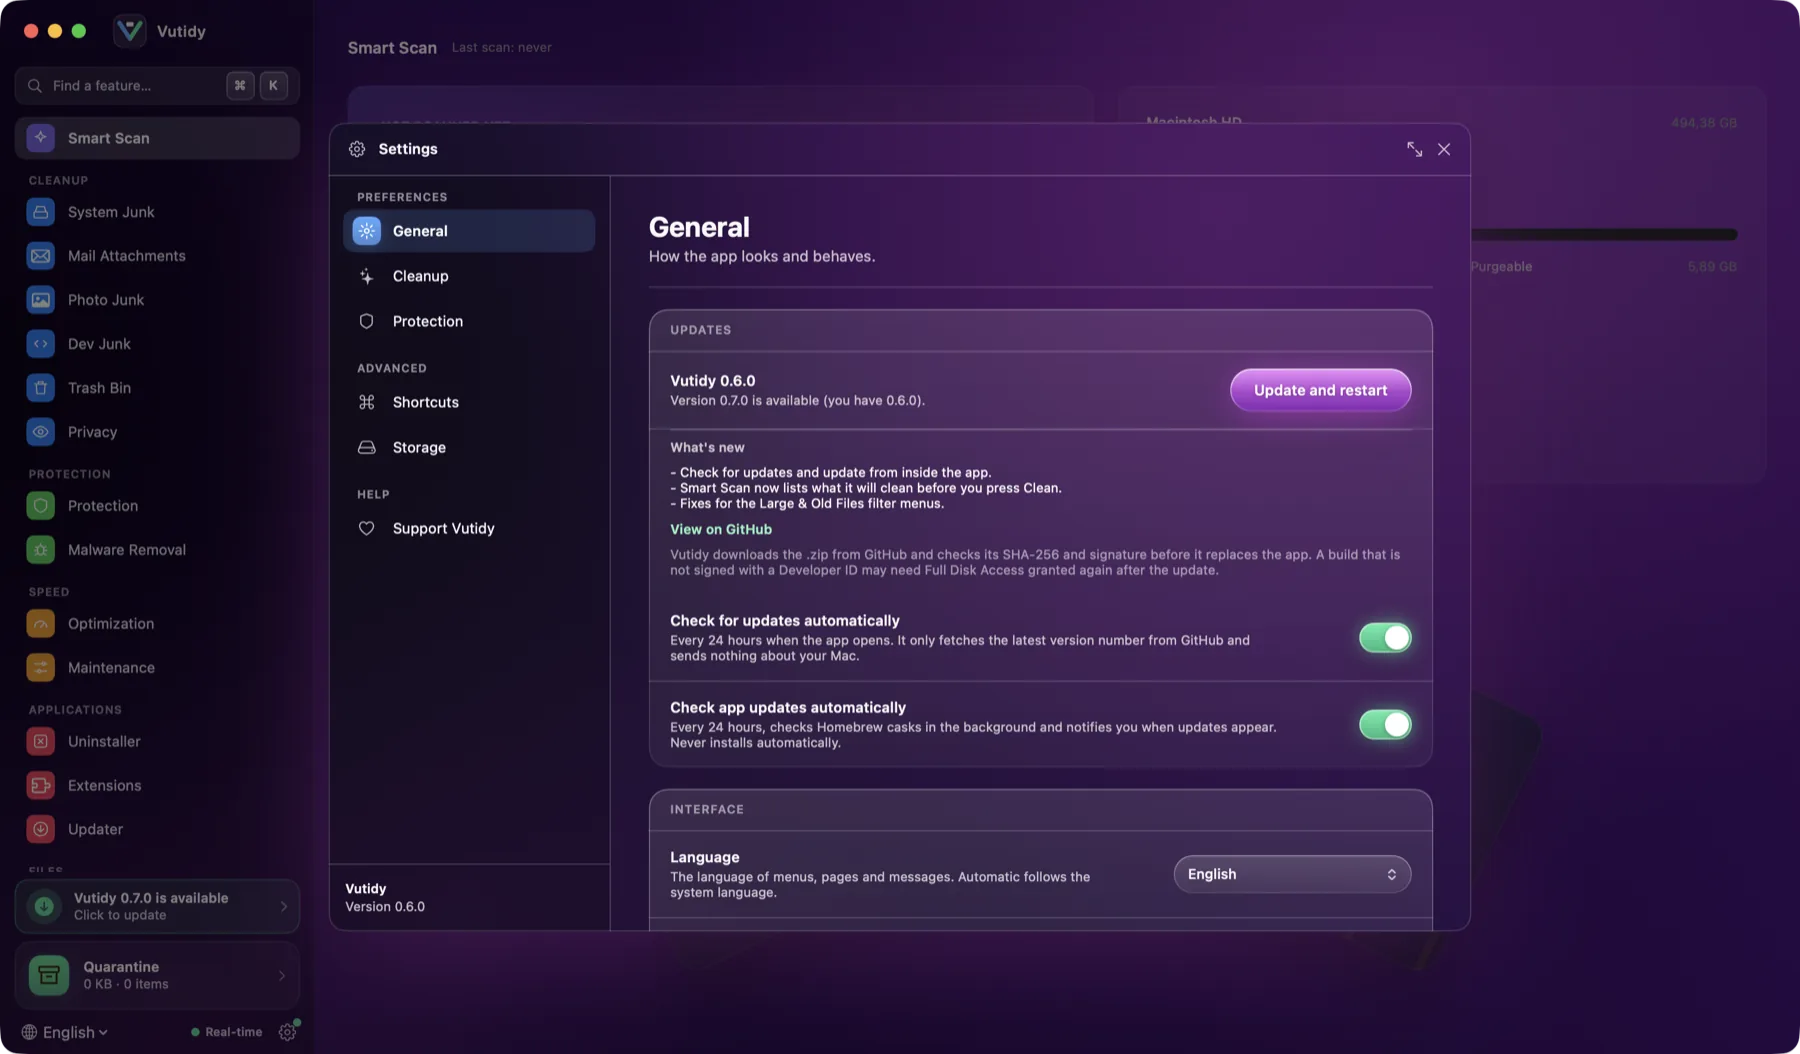 Vutidy
Find a feature...
⌘ K
Smart Scan
CLEANUP
System Junk
Mail Attachments
Photo Junk
Dev Junk
Trash Bin
Privacy
PROTECTION
Protection
Malware Removal
SPEED
Optimization
Maintenance
APPLICATIONS
Uninstaller
Extensions
Updater
FILES
Vutidy 0.7.0 is available
Click to update
Quarantine
0 KB · 0 items
English
Real-time
Smart Scan
Last scan: never
Macintosh HD
494,38 GB
Purgeable
5,89 GB
Settings
PREFERENCES
General
Cleanup
Protection
ADVANCED
Shortcuts
Storage
HELP
Support Vutidy
Vutidy
Version 0.6.0
General
How the app looks and behaves.
UPDATES
Vutidy 0.6.0
Version 0.7.0 is available (you have 0.6.0).
Update and restart
What's new
- Check for updates and update from inside the app.
- Smart Scan now lists what it will clean before you press Clean.
- Fixes for the Large & Old Files filter menus.
View on GitHub
Vutidy downloads the .zip from GitHub and checks its SHA-256 and signature before it replaces the app. A build that is
not signed with a Developer ID may need Full Disk Access granted again after the update.
Check for updates automatically
Every 24 hours when the app opens. It only fetches the latest version number from GitHub and
sends nothing about your Mac.
Check app updates automatically
Every 24 hours, checks Homebrew casks in the background and notifies you when updates appear.
Never installs automatically.
INTERFACE
Language
The language of menus, pages and messages. Automatic follows the
system language.
English